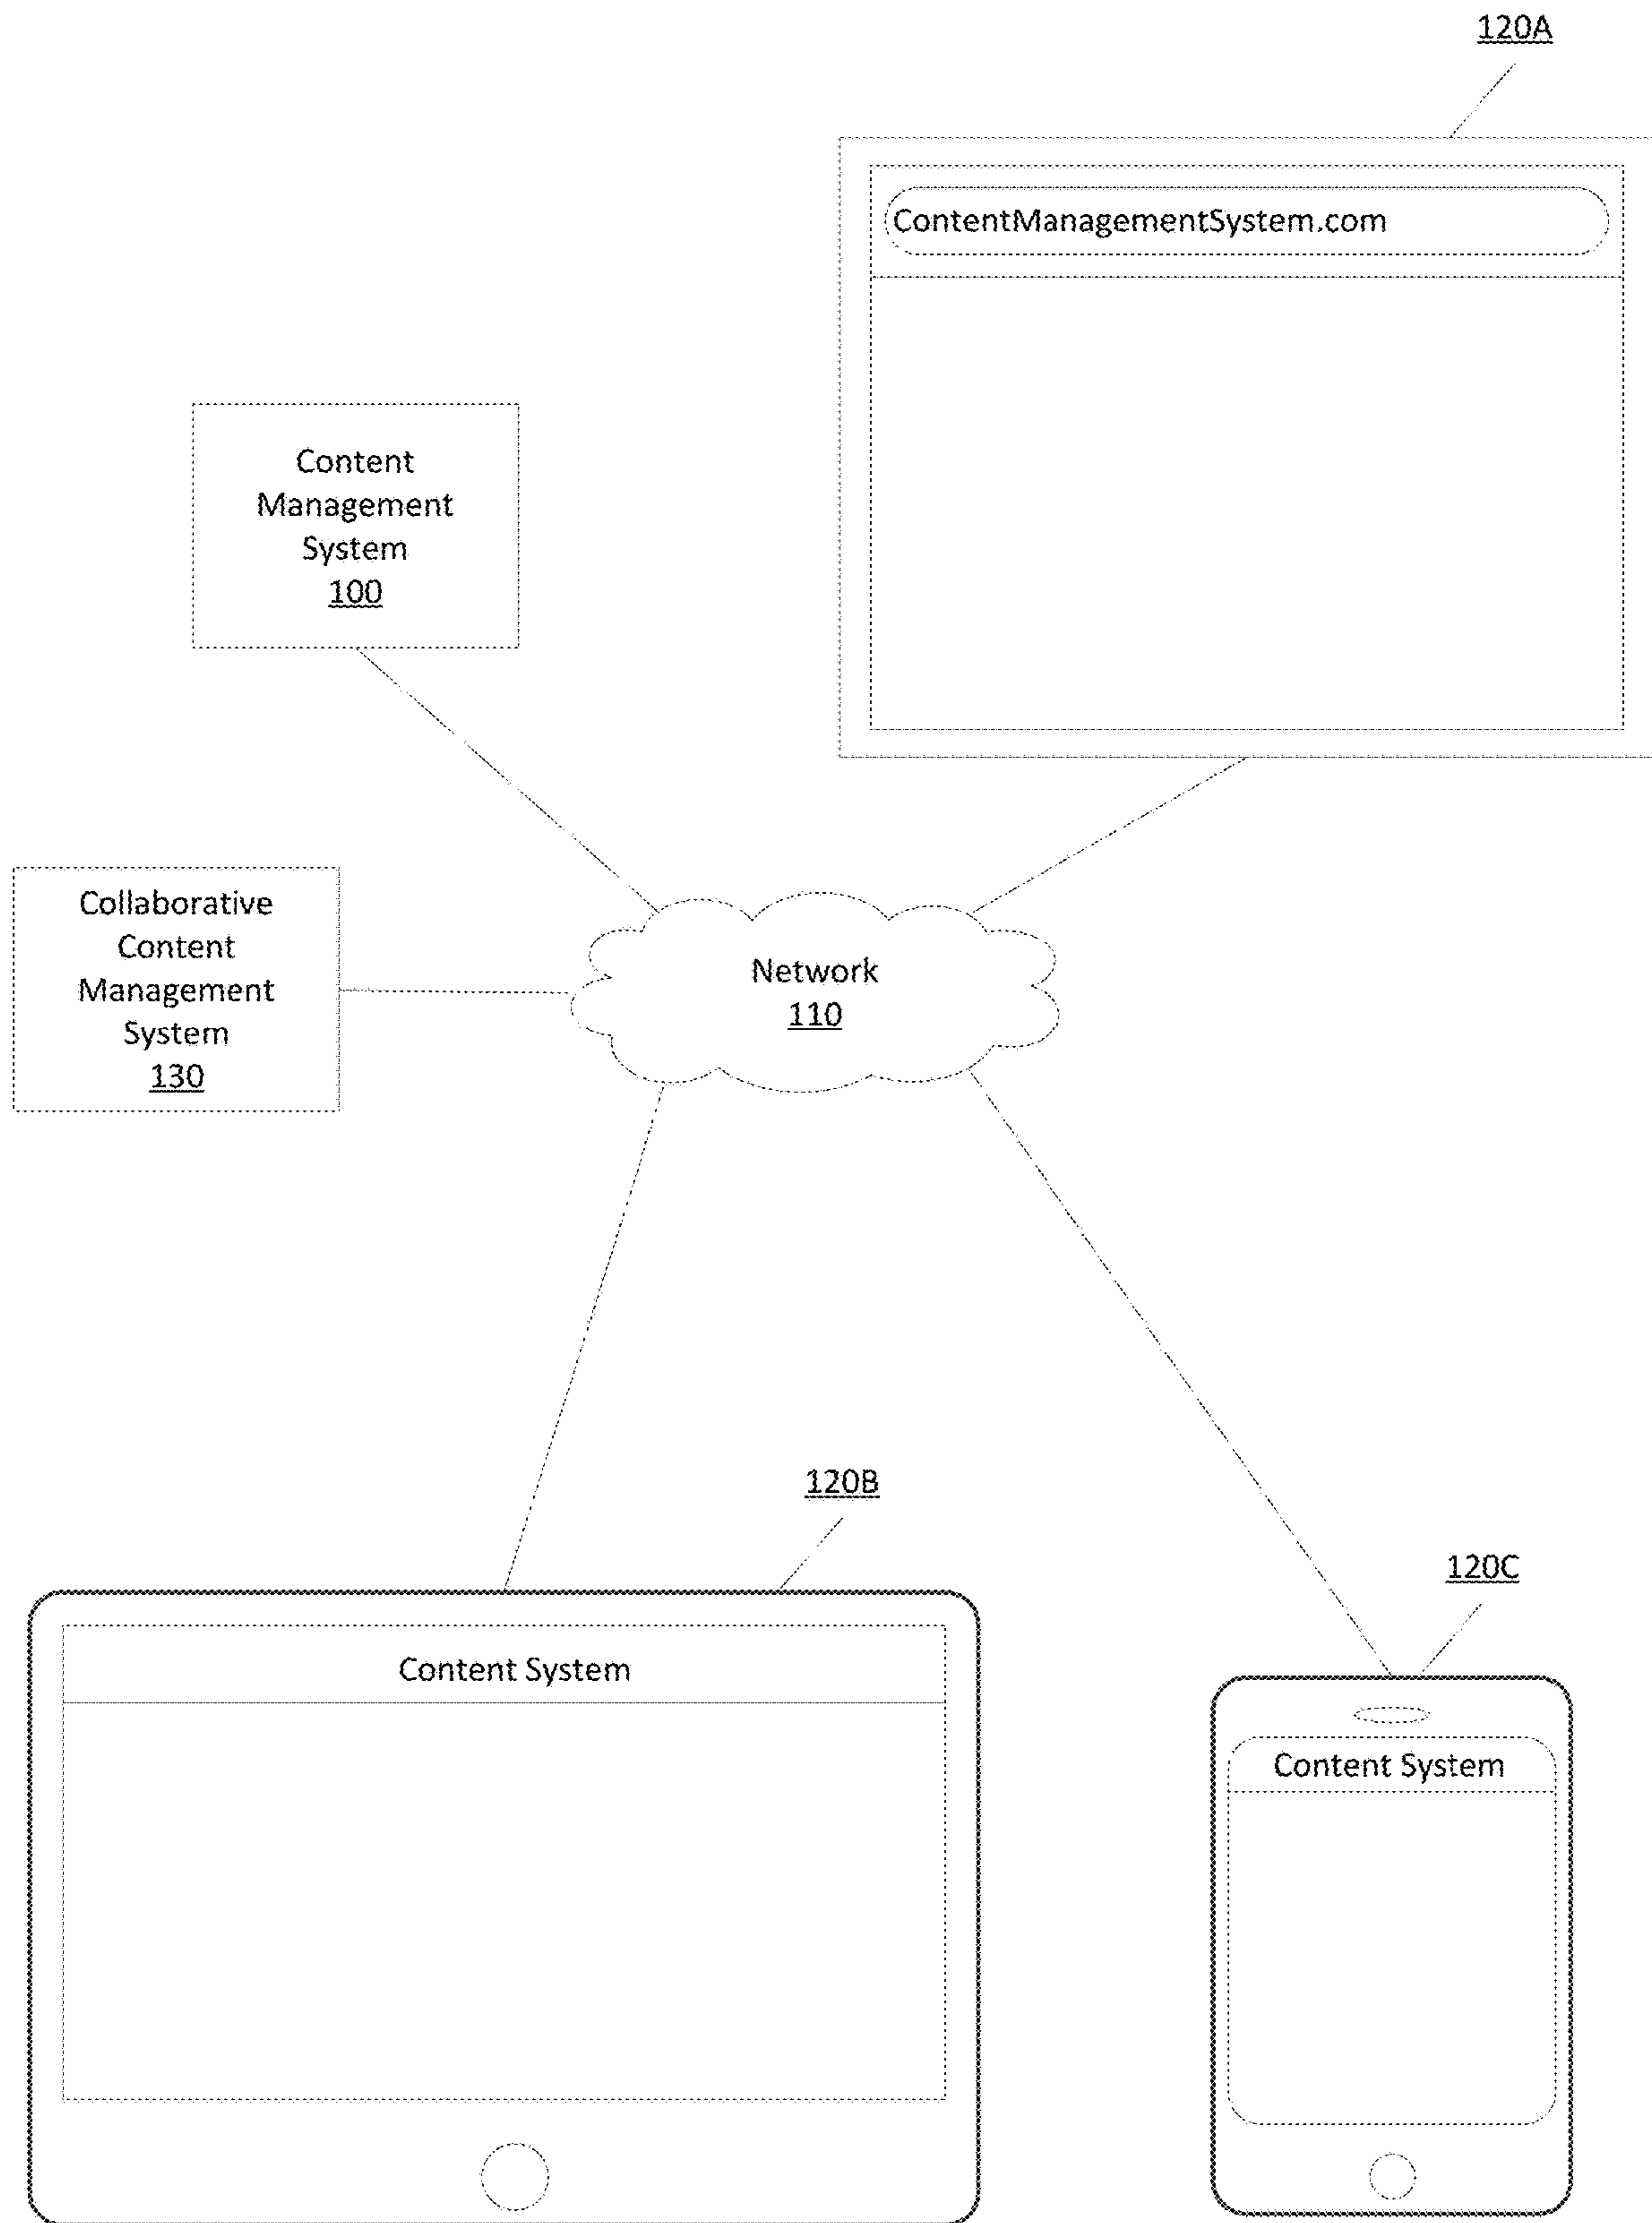 120A
ContentManagementSystem.com
Content
Management
System
100
Collaborative
Content
Management
System
130
Network
110
120B
120C
Content System
Content System